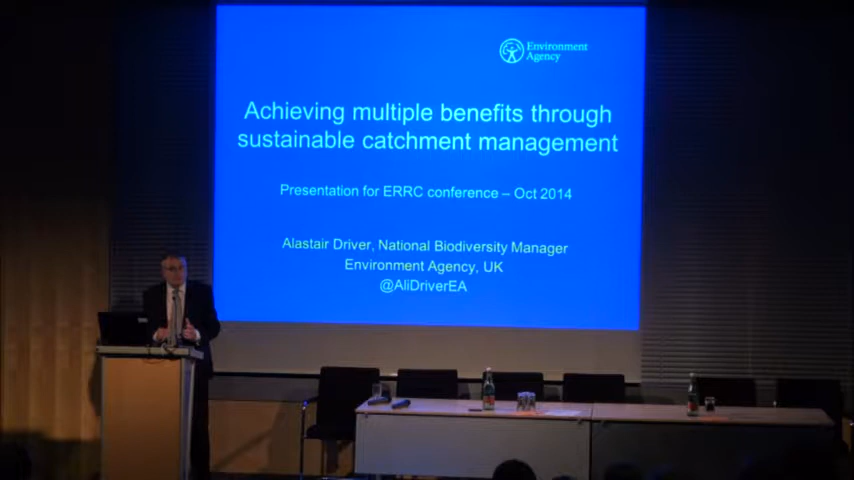 Environment
Agency
Achieving multiple benefits through
sustainable catchment management
Presentation for ERRC conference – Oct 2014
Alastair Driver, National Biodiversity Manager
Environment Agency, UK
@AliDriverEA